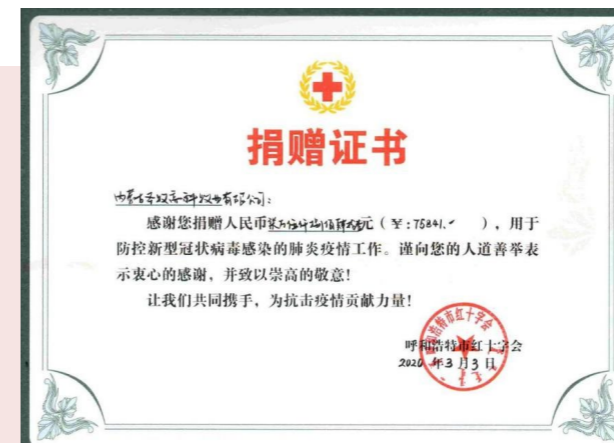 捐赠证书
内蒙古 有限公司：
感谢您捐赠人民币 元（￥：75841.- ），用于
防控新型冠状病毒感染的肺炎疫情工作。谨向您的人道善举表
示衷心的感谢，并致以崇高的敬意！
让我们共同携手，为抗击疫情贡献力量！
呼和浩特市红十字会
2020 年 3 月 3 日